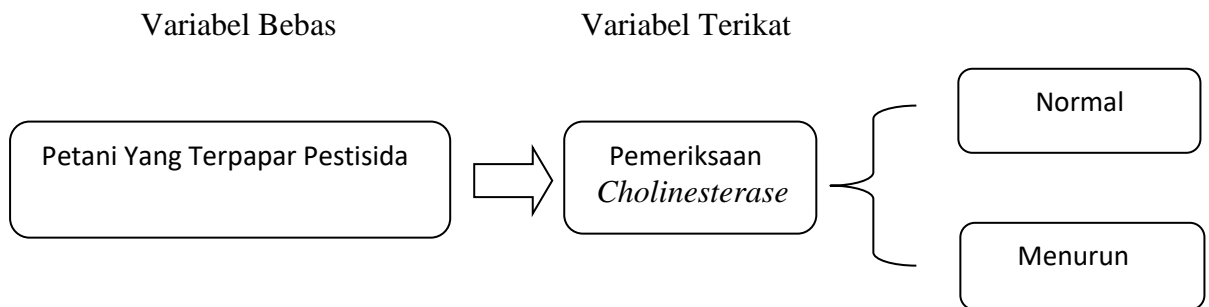 Variabel Bebas
Variabel Terikat
Petani Yang Terpapar Pestisida
Pemeriksaan
Cholinesterase
Normal
Menurun